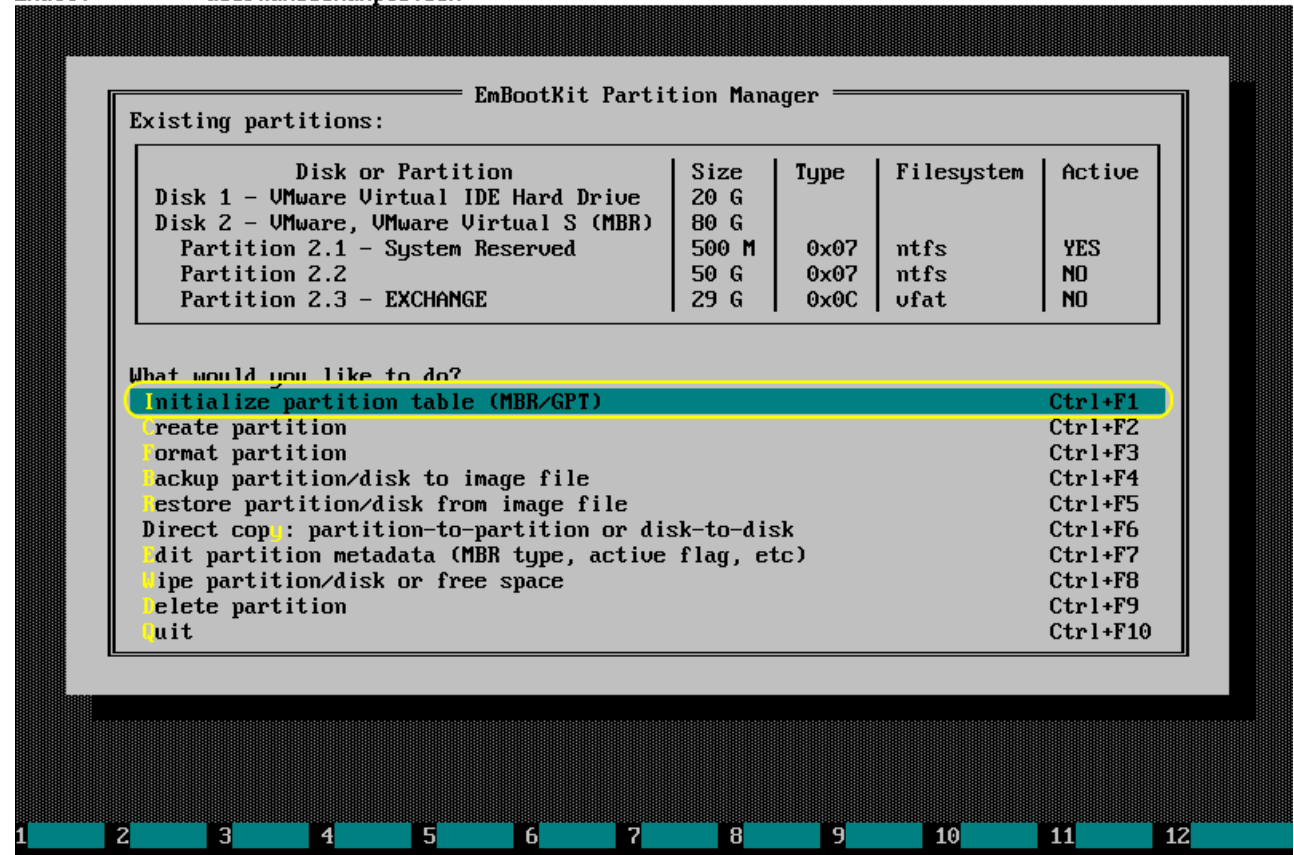 EmBootKit Partition Manager
Existing partitions:
Disk or Partition Size Type Filesystem Active
Disk 1 - VMware Virtual IDE Hard Drive 20 G
Disk 2 - VMware, VMware Virtual S (MBR) 80 G
Partition 2.1 - System Reserved 500 M 0x07 ntfs YES
Partition 2.2 50 G 0x07 ntfs NO
Partition 2.3 - EXCHANGE 29 G 0x0C vfat NO
What would you like to do?
Initialize partition table (MBR/GPT) Ctrl+F1
Create partition Ctrl+F2
Format partition Ctrl+F3
Backup partition/disk to image file Ctrl+F4
Restore partition/disk from image file Ctrl+F5
Direct copy: partition-to-partition or disk-to-disk Ctrl+F6
Edit partition metadata (MBR type, active flag, etc) Ctrl+F7
Wipe partition/disk or free space Ctrl+F8
Delete partition Ctrl+F9
Quit Ctrl+F10
1 2 3 4 5 6 7 8 9 10 11 12